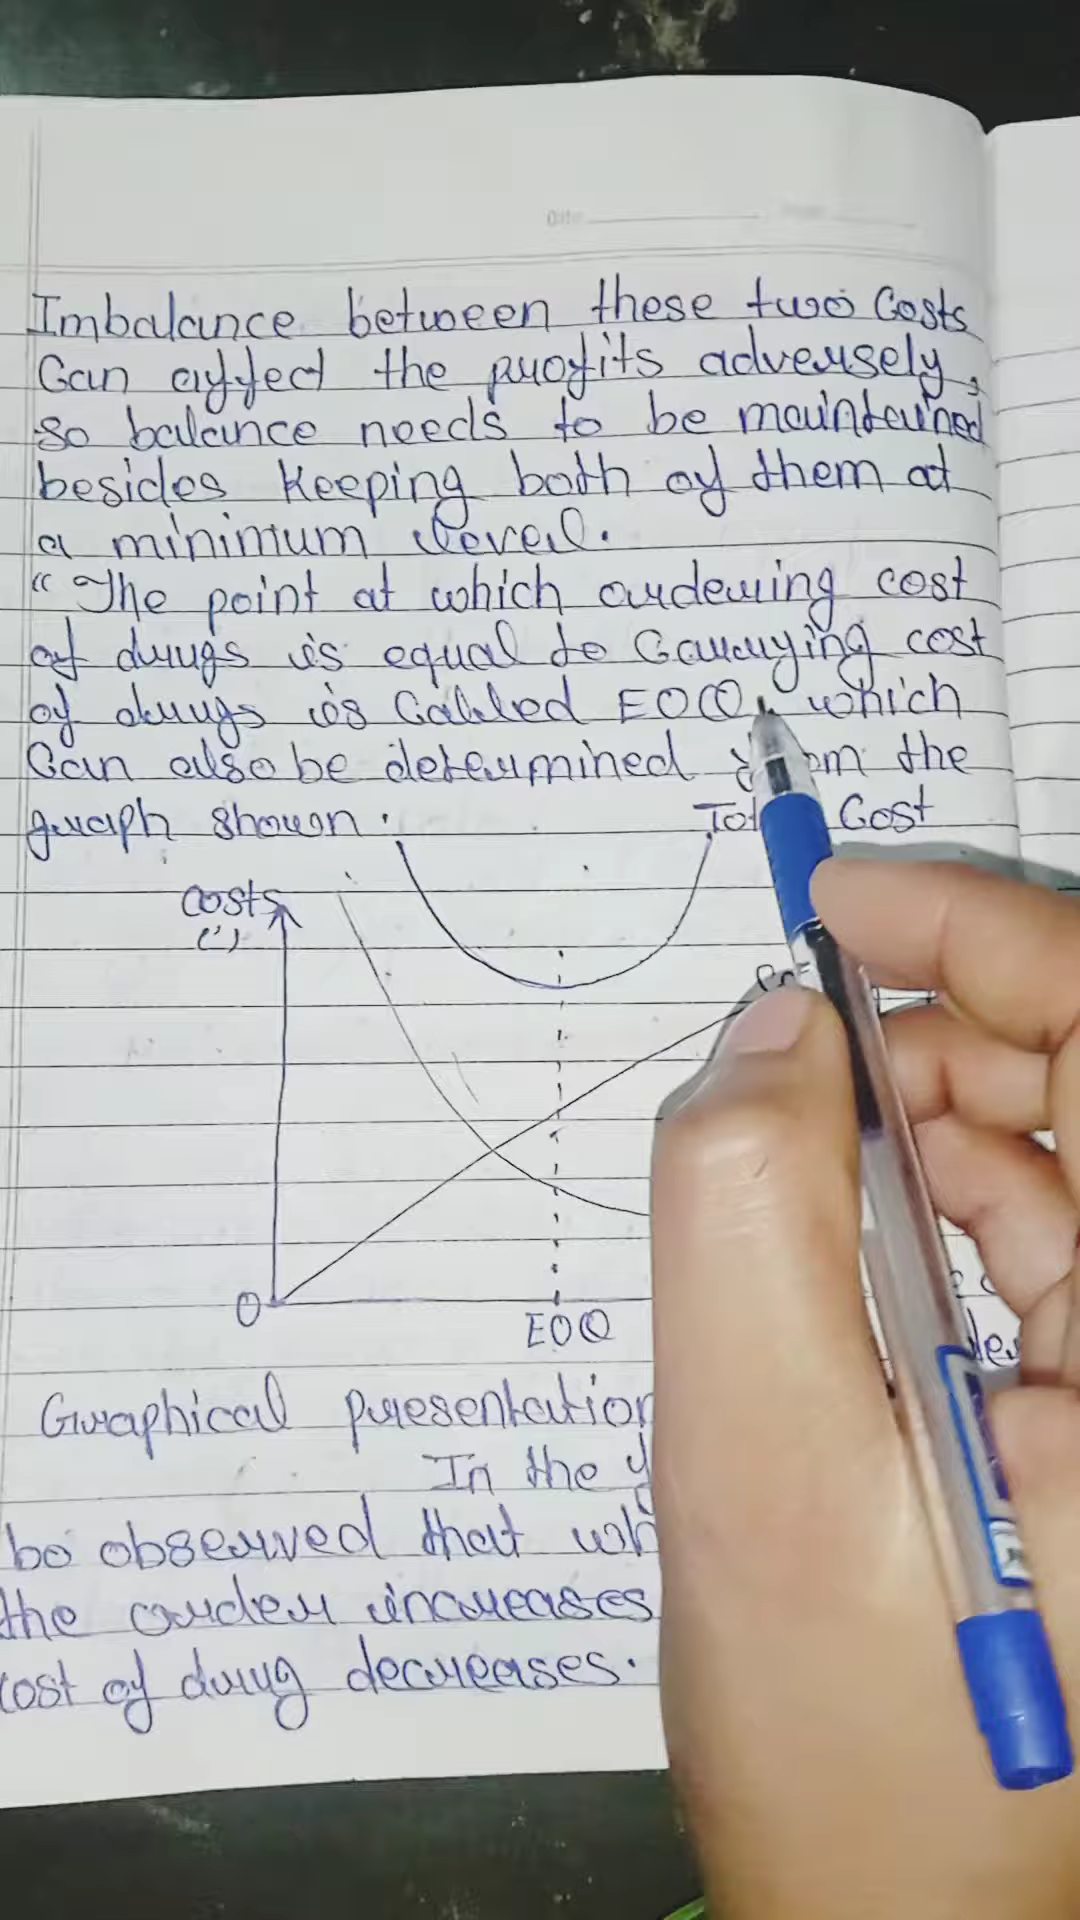 Date
Imbalance between these two Costs
Can affect the profits adversely,
so balance needs to be maintained
besides Keeping both of them at
a minimum level.
“The point at which ordering cost
of drugs is equal to Carrying cost
of drugs is Called EOQ, which
Can also be determined the
graph shown.
Cost
costs
O
EOQ
Graphical
In the
be observed that
the order increases
cost of drug decreases.